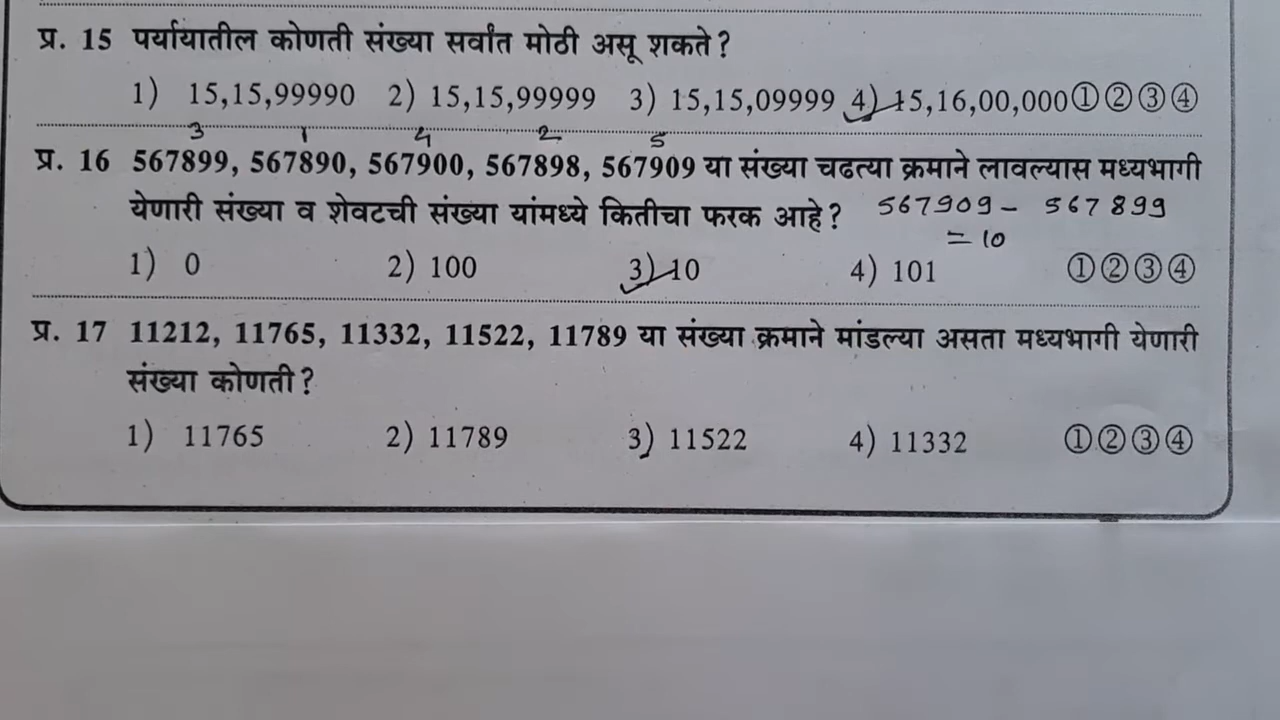 प्र. 15 पर्यायातील कोणती संख्या सर्वांत मोठी असू शकते?
1) 15,15,99990 2) 15,15,99999 3) 15,15,09999 4) 15,16,00,000 ① ② ③ ④
3 1 4 2 5
प्र. 16 567899, 567890, 567900, 567898, 567909 या संख्या चढत्या क्रमाने लावल्यास मध्यभागी
येणारी संख्या व शेवटची संख्या यांमध्ये कितीचा फरक आहे? 567909 - 567899
= 10
1) 0 2) 100 3) 10 4) 101 ① ② ③ ④
प्र. 17 11212, 11765, 11332, 11522, 11789 या संख्या क्रमाने मांडल्या असता मध्यभागी येणारी
संख्या कोणती?
1) 11765 2) 11789 3) 11522 4) 11332 ① ② ③ ④